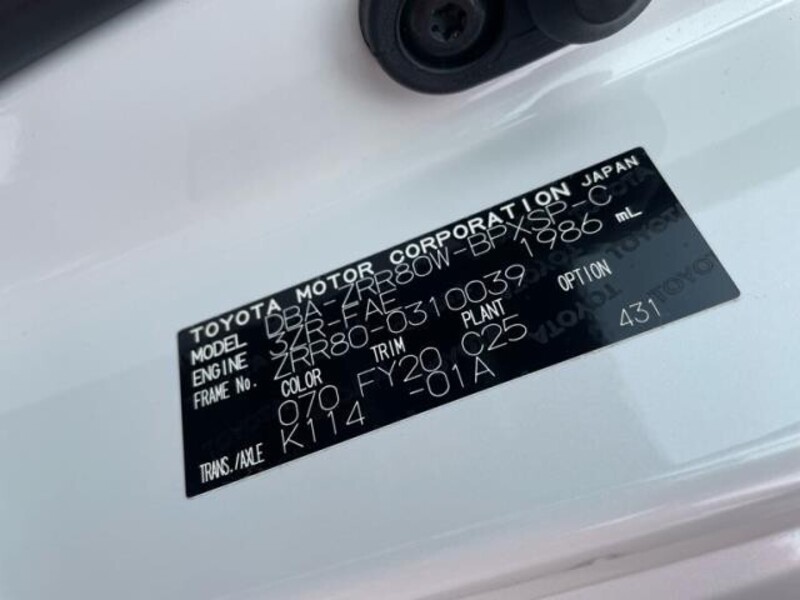 TOYOTA MOTOR CORPORATION JAPAN
MODEL DBA-ZRR80W-BPXSP-C
ENGINE 3ZR-FAE 1986 mL
FRAME No. ZRR80-0310039
COLOR TRIM PLANT OPTION
070 FY20 C25 431
TRANS./AXLE K114 -01A